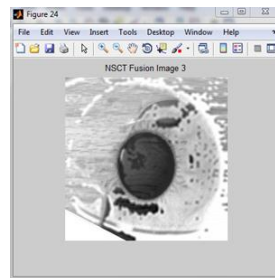 Figure 24
File Edit View Insert Tools Desktop Window Help
NSCT Fusion Image 3